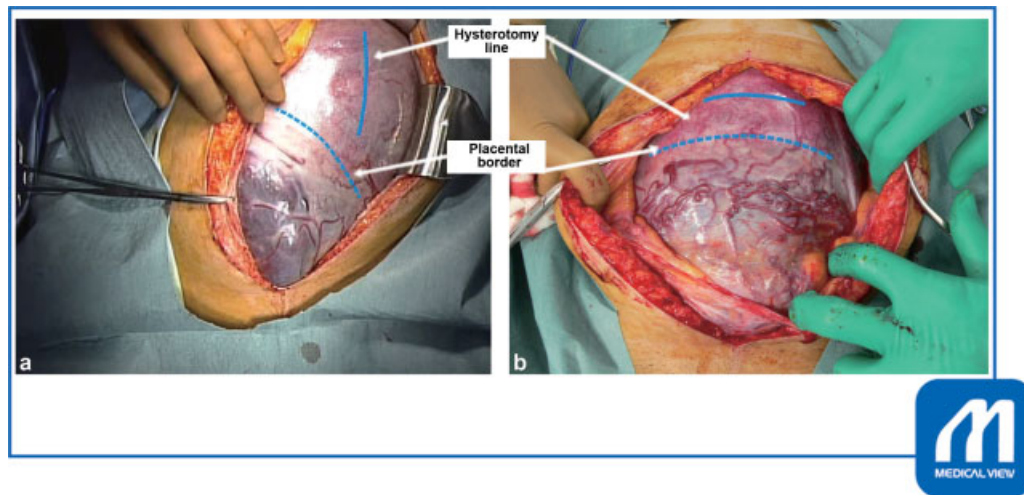 Hysterotomy
line
Placental
border
a
b
MEDICAL VIEW